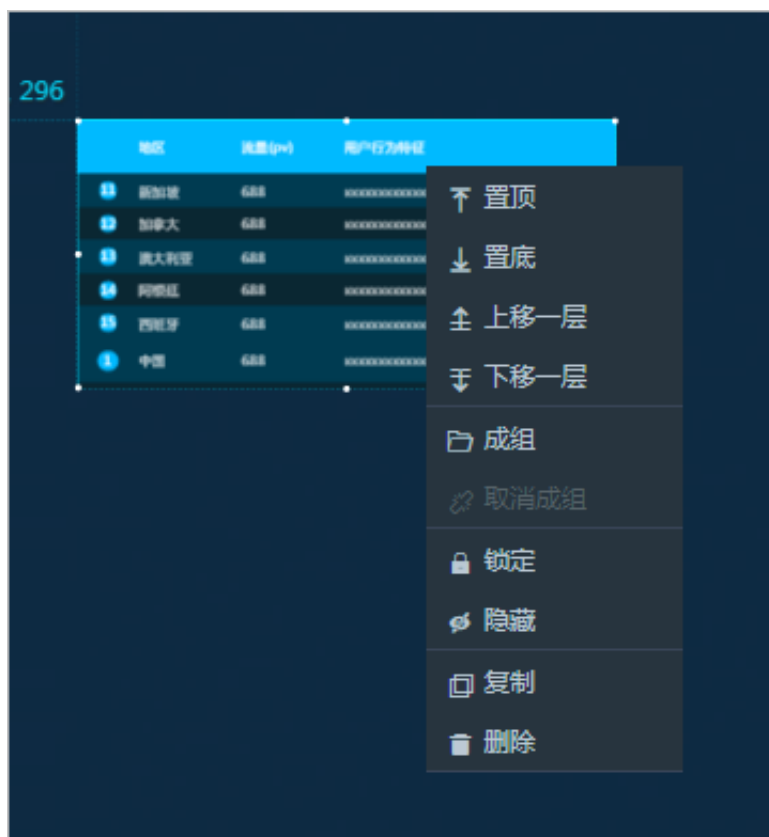 296
地区 流量(pv) 用户行为特征
11 新加坡 688
12 加拿大 688
13 澳大利亚 688
14 阿根廷 688
15 西班牙 688
1 中国 688
置顶
置底
上移一层
下移一层
成组
取消成组
锁定
隐藏
复制
删除